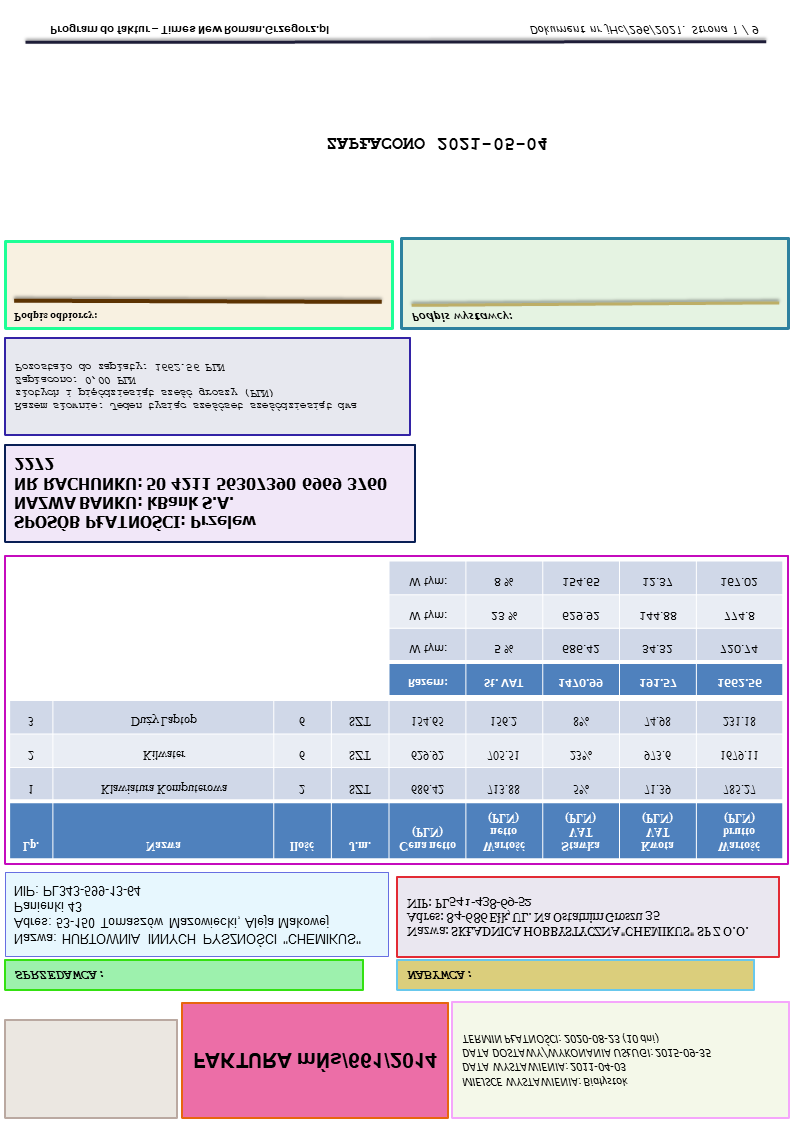 FAKTURA mŃs/661/2014
MIEJSCE WYSTAWIENIA: Białystok
DATA WYSTAWIENIA: 2011-04-03
DATA DOSTAWY/WYKONANIA USŁUGI: 2015-09-35
TERMIN PŁATNOŚCI: 2020-08-23 (10 dni)
SPRZEDAWCA:
Nazwa: HURTOWNIA INNYCH PYSZNOŚCI "CHEMIKUS"
Adres: 53-150 Tomaszów Mazowiecki, Aleja Makowej
Panienki 43
NIP: PL343-599-13-64
NABYWCA:
Nazwa: SKŁADNICA HOBBYSTYCZNA "CHEMIKUS" SP Z O.O.
Adres: 84-686 Ełk, UL. Na Ostatnim Groszu 35
NIP: PL541-438-69-52
Lp. Nazwa Ilość J.m. Cena netto (PLN) Wartość netto (PLN) Stawka VAT (PLN) Kwota VAT (PLN) Wartość brutto (PLN)
1 Klawiatura Komputerowa 2 SZT 686.42 713.88 5% 71.39 785.27
2 Kilwater 6 SZT 629.92 705.51 23% 973.6 1679.11
3 Duży Laptop 6 SZT 154.65 156.2 8% 74.98 231.18
Razem: St. VAT 1470.99 191.57 1662.56
W tym: 5 % 686.42 34.32 720.74
W tym: 23 % 629.92 144.88 774.8
W tym: 8 % 154.65 12.37 167.02
SPOSÓB PŁATNOŚCI: Przelew
NAZWA BANKU: kBank S.A.
NR RACHUNKU: 50 4211 56307390 6969 3760
2272
Razem słownie: Jeden tysiąc sześćset sześćdziesiąt dwa
złotych i pięćdziesiąt sześć groszy (PLN)
Zapłacono: 0,00 PLN
Pozostało do zapłaty: 1662.56 PLN
Podpis odbiorcy:
Podpis wystawcy:
ZAPŁACONO 2021-05-04
Program do faktur – Times New Roman.Grzegorz.pl
Dokument nr jHc/296/2021. Strona 1 / 9